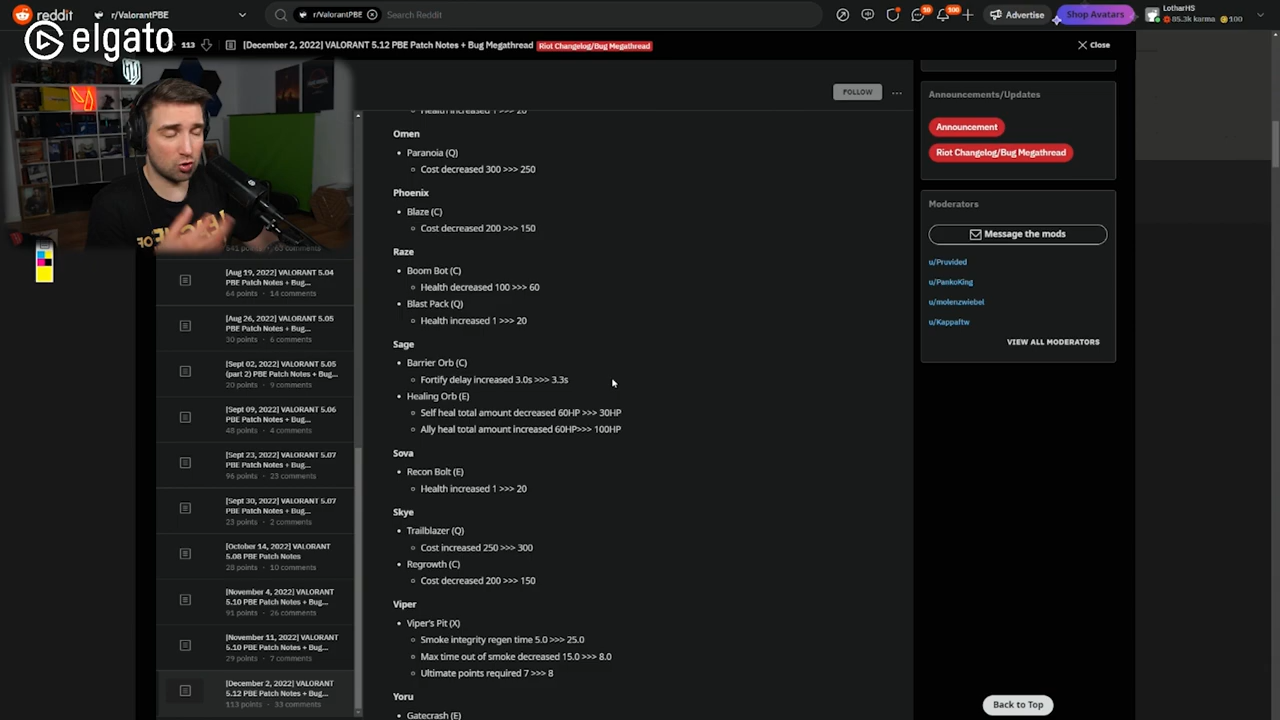 reddit
r/ValorantPBE
r/ValorantPBE
Search Reddit
Advertise
Shop Avatars
LotharHS
85.3k karma
100
elgato
113
[December 2, 2022] VALORANT 5.12 PBE Patch Notes + Bug Megathread
Riot Changelog/Bug Megathread
Close
FOLLOW
Health increased 1 >>> 20
Omen
Paranoia (Q)
Cost decreased 300 >>> 250
Phoenix
Blaze (C)
Cost decreased 200 >>> 150
Raze
Boom Bot (C)
Health decreased 100 >>> 60
Blast Pack (Q)
Health increased 1 >>> 20
Sage
Barrier Orb (C)
Fortify delay increased 3.0s >>> 3.3s
Healing Orb (E)
Self heal total amount decreased 60HP >>> 30HP
Ally heal total amount increased 60HP>>> 100HP
Sova
Recon Bolt (E)
Health increased 1 >>> 20
Skye
Trailblazer (Q)
Cost increased 250 >>> 300
Regrowth (C)
Cost decreased 200 >>> 150
Viper
Viper's Pit (X)
Smoke integrity regen time 5.0 >>> 25.0
Max time out of smoke decreased 15.0 >>> 8.0
Ultimate points required 7 >>> 8
Yoru
Gatecrash (E)
[Aug 19, 2022] VALORANT 5.04
PBE Patch Notes + Bug...
64 points · 14 comments
[Aug 26, 2022] VALORANT 5.05
PBE Patch Notes + Bug...
30 points · 6 comments
[Sept 02, 2022] VALORANT 5.05
(part 2) PBE Patch Notes + Bug...
20 points · 9 comments
[Sept 09, 2022] VALORANT 5.06
PBE Patch Notes + Bug...
48 points · 4 comments
[Sept 23, 2022] VALORANT 5.07
PBE Patch Notes + Bug...
96 points · 23 comments
[Sept 30, 2022] VALORANT 5.07
PBE Patch Notes + Bug...
23 points · 2 comments
[October 14, 2022] VALORANT
5.08 PBE Patch Notes
28 points · 10 comments
[November 4, 2022] VALORANT
5.10 PBE Patch Notes + Bug...
91 points · 26 comments
[November 11, 2022] VALORANT
5.10 PBE Patch Notes + Bug...
29 points · 7 comments
[December 2, 2022] VALORANT
5.12 PBE Patch Notes + Bug...
113 points · 33 comments
Announcements/Updates
Announcement
Riot Changelog/Bug Megathread
Moderators
Message the mods
u/Pruvided
u/PankoKing
u/molenzwiebel
u/Kappaftw
VIEW ALL MODERATORS
Back to Top